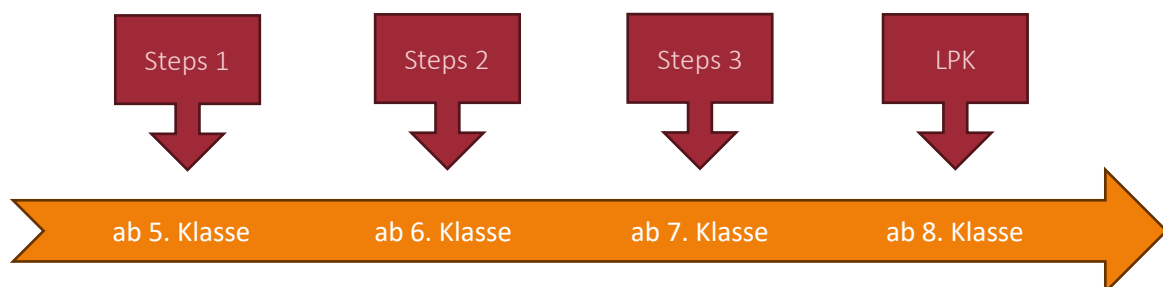 Steps 1
Steps 2
Steps 3
LPK
ab 5. Klasse
ab 6. Klasse
ab 7. Klasse
ab 8. Klasse